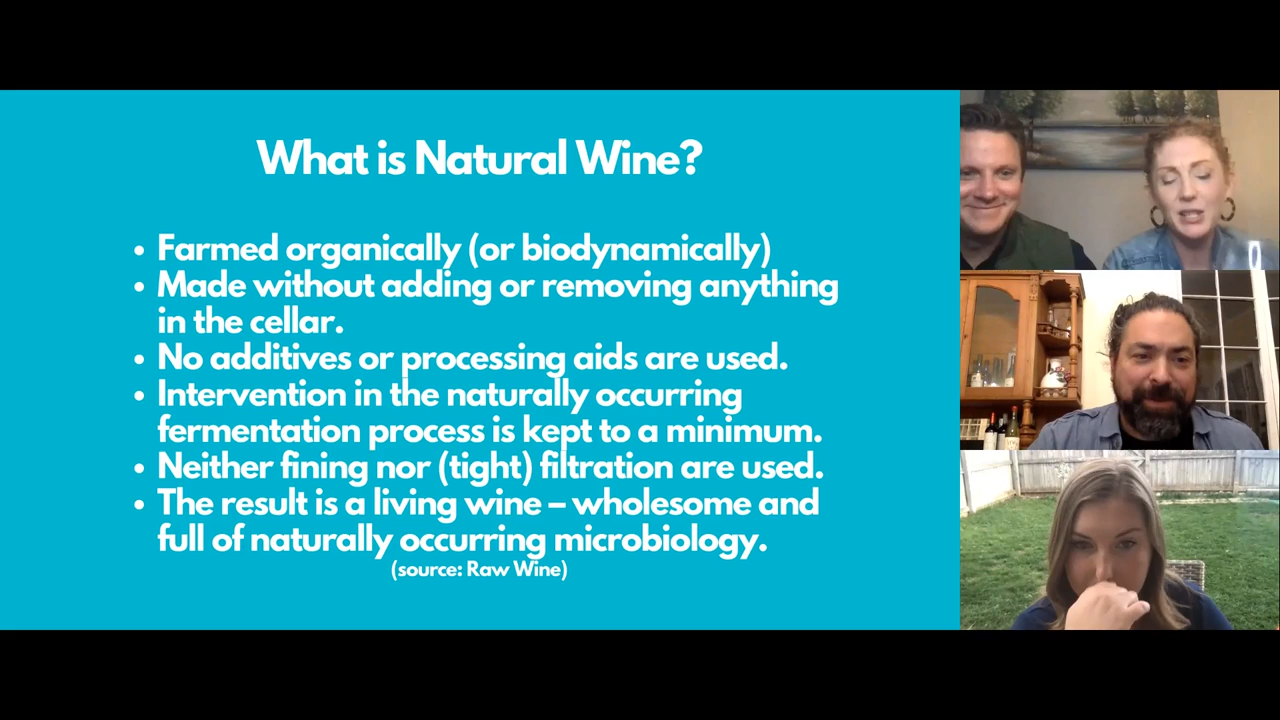 What is Natural Wine?
• Farmed organically (or biodynamically)
• Made without adding or removing anything
in the cellar.
• No additives or processing aids are used.
• Intervention in the naturally occurring
fermentation process is kept to a minimum.
• Neither fining nor (tight) filtration are used.
• The result is a living wine – wholesome and
full of naturally occurring microbiology.
(source: Raw Wine)